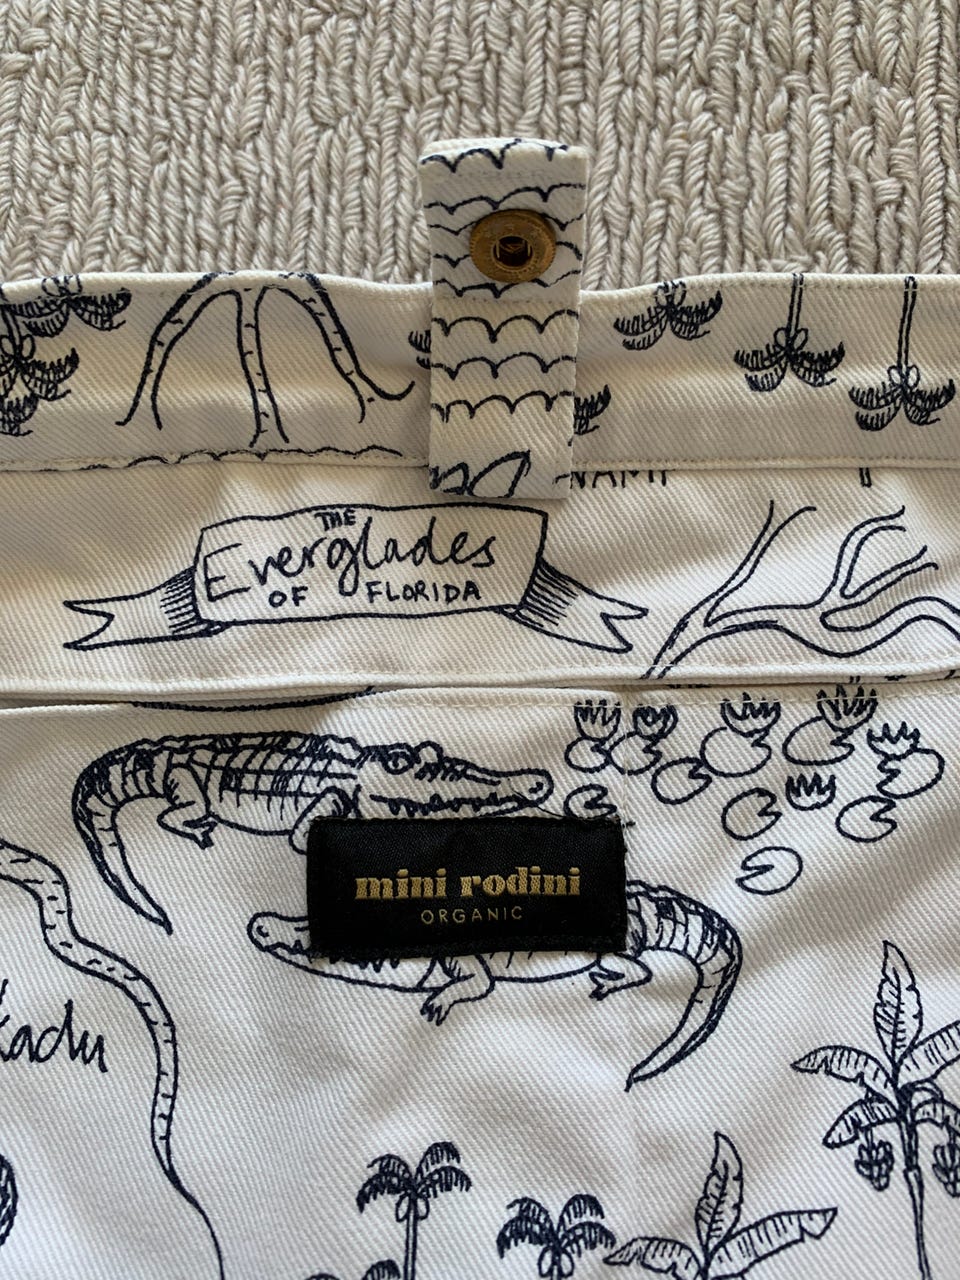 THE
Everglades
OF FLORIDA
mini rodini
ORGANIC